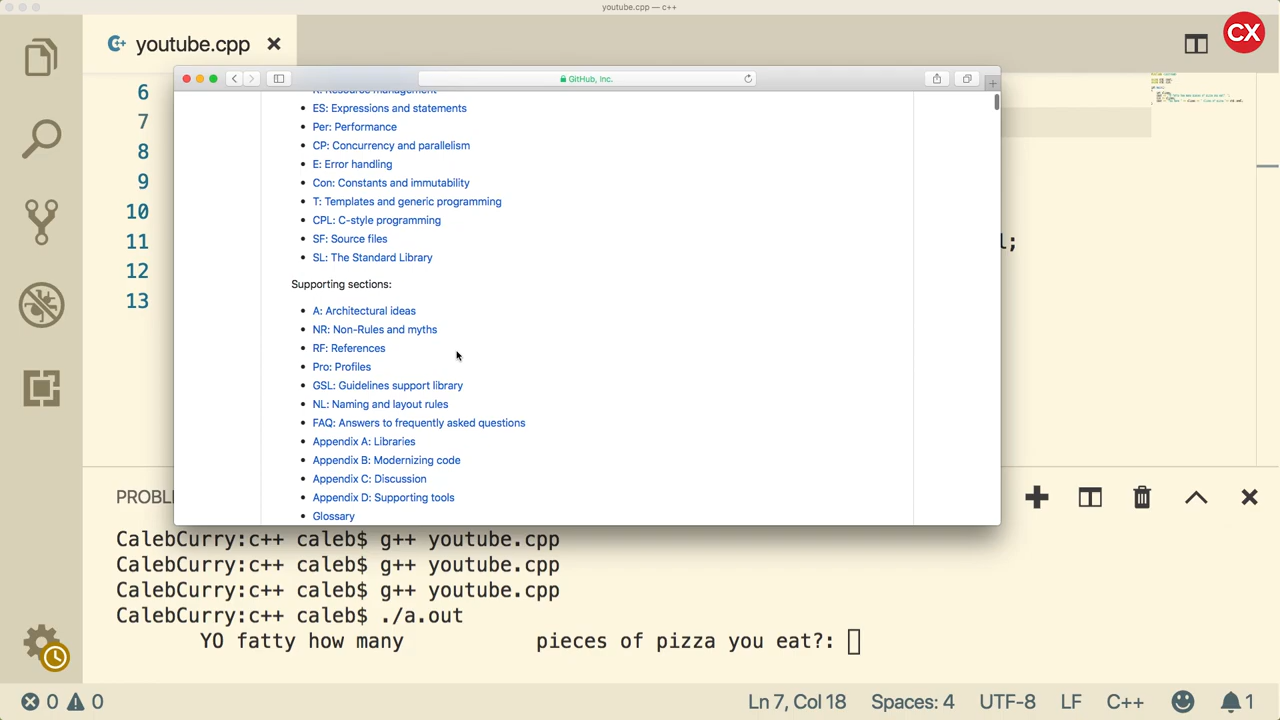 youtube.cpp — c++
youtube.cpp
CX
GitHub, Inc.
R: Resource management
ES: Expressions and statements
Per: Performance
CP: Concurrency and parallelism
E: Error handling
Con: Constants and immutability
T: Templates and generic programming
CPL: C-style programming
SF: Source files
SL: The Standard Library
Supporting sections:
A: Architectural ideas
NR: Non-Rules and myths
RF: References
Pro: Profiles
GSL: Guidelines support library
NL: Naming and layout rules
FAQ: Answers to frequently asked questions
Appendix A: Libraries
Appendix B: Modernizing code
Appendix C: Discussion
Appendix D: Supporting tools
Glossary
6
7
8
9
10
11 l;
12
13
PROBL
CalebCurry:c++ caleb$ g++ youtube.cpp
CalebCurry:c++ caleb$ g++ youtube.cpp
CalebCurry:c++ caleb$ g++ youtube.cpp
CalebCurry:c++ caleb$ ./a.out
YO fatty how many pieces of pizza you eat?:
0 0 Ln 7, Col 18 Spaces: 4 UTF-8 LF C++ 1